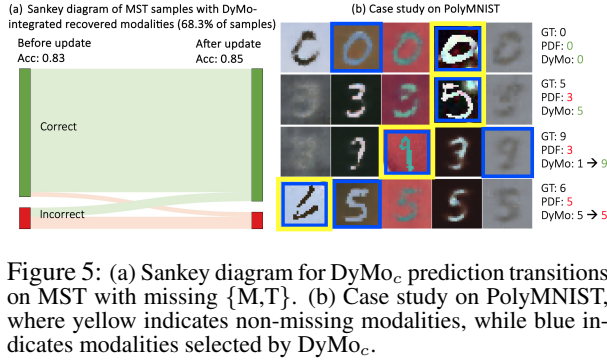 (a) Sankey diagram of MST samples with DyMo-
integrated recovered modalities (68.3% of samples)
Before update
Acc: 0.83
After update
Acc: 0.85
Correct
Incorrect
(b) Case study on PolyMNIST
GT: 0
PDF: 0
DyMo: 0
GT: 5
PDF: 3
DyMo: 5
GT: 9
PDF: 3
DyMo: 1 → 9
GT: 6
PDF: 5
DyMo: 5 → 5
Figure 5: (a) Sankey diagram for DyMo_c prediction transitions
on MST with missing {M,T}. (b) Case study on PolyMNIST,
where yellow indicates non-missing modalities, while blue in-
dicates modalities selected by DyMo_c.